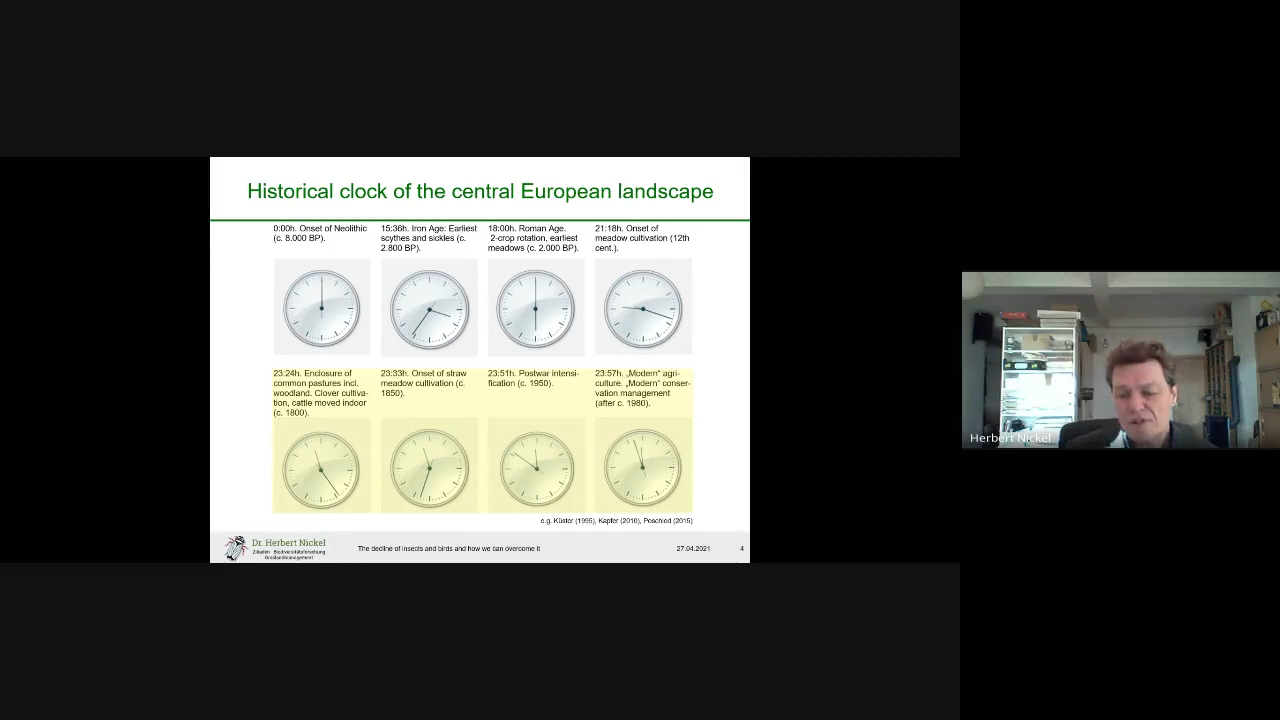 Historical clock of the central European landscape
0:00h. Onset of Neolithic
(c. 8.000 BP).
15:36h. Iron Age: Earliest
scythes and sickles (c.
2.800 BP).
18:00h. Roman Age.
2-crop rotation, earliest
meadows (c. 2.000 BP).
21:18h. Onset of
meadow cultivation (12th
cent.).
23:24h. Enclosure of
common pastures incl.
woodland. Clover cultiva-
tion, cattle moved indoor
(c. 1800).
23:33h. Onset of straw
meadow cultivation (c.
1850).
23:51h. Postwar intensi-
fication (c. 1950).
23:57h. „Modern“ agri-
culture. „Modern“ conser-
vation management
(after c. 1980).
e.g. Küster (1995), Kapfer (2010), Poschlod (2015)
Dr. Herbert Nickel
Zikaden Biodiversitätsforschung
Graslandmanagement
The decline of insects and birds and how we can overcome it
27.04.2021
4
Herbert Nickel